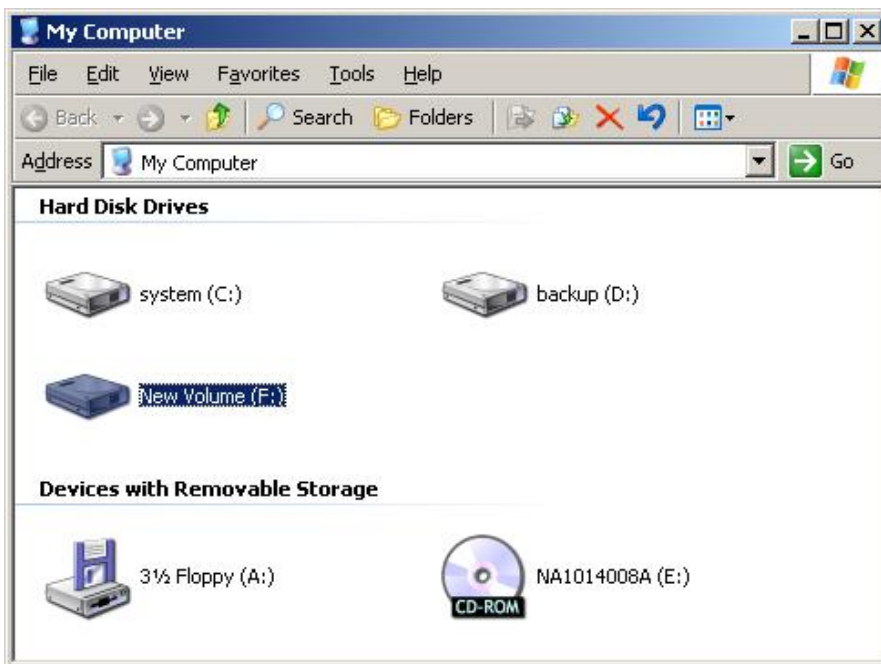 My Computer
File Edit View Favorites Tools Help
Back Search Folders
Address My Computer Go
Hard Disk Drives
system (C:) backup (D:)
New Volume (F:)
Devices with Removable Storage
3½ Floppy (A:) NA1014008A (E:)
CD-ROM